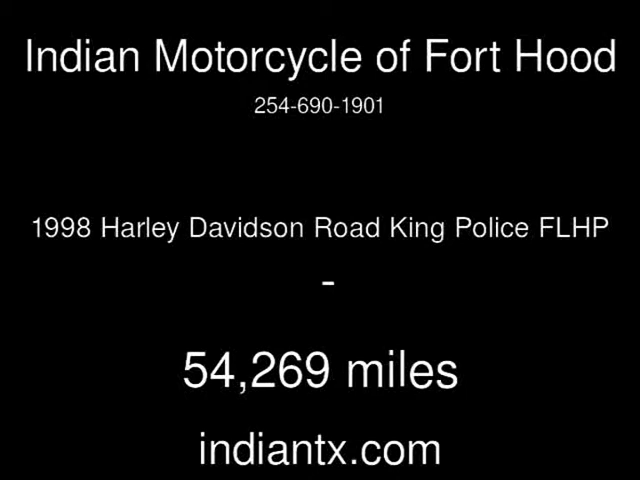 Indian Motorcycle of Fort Hood
254-690-1901
1998 Harley Davidson Road King Police FLHP
-
54,269 miles
indiantx.com